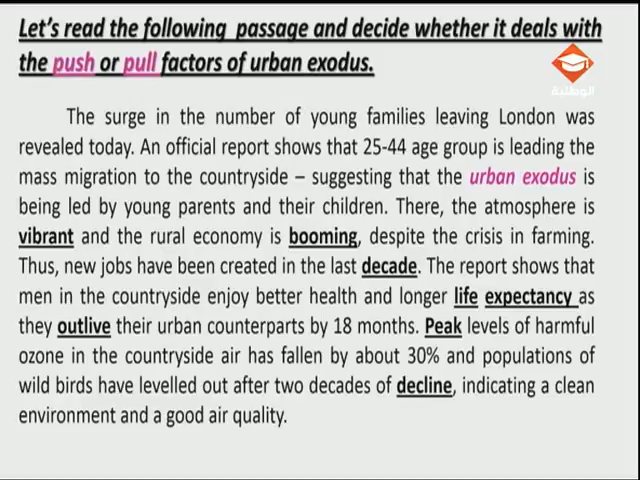 Let's read the following passage and decide whether it deals with
the push or pull factors of urban exodus.
الوطنية
The surge in the number of young families leaving London was
revealed today. An official report shows that 25-44 age group is leading the
mass migration to the countryside – suggesting that the urban exodus is
being led by young parents and their children. There, the atmosphere is
vibrant and the rural economy is booming, despite the crisis in farming.
Thus, new jobs have been created in the last decade. The report shows that
men in the countryside enjoy better health and longer life expectancy as
they outlive their urban counterparts by 18 months. Peak levels of harmful
ozone in the countryside air has fallen by about 30% and populations of
wild birds have levelled out after two decades of decline, indicating a clean
environment and a good air quality.